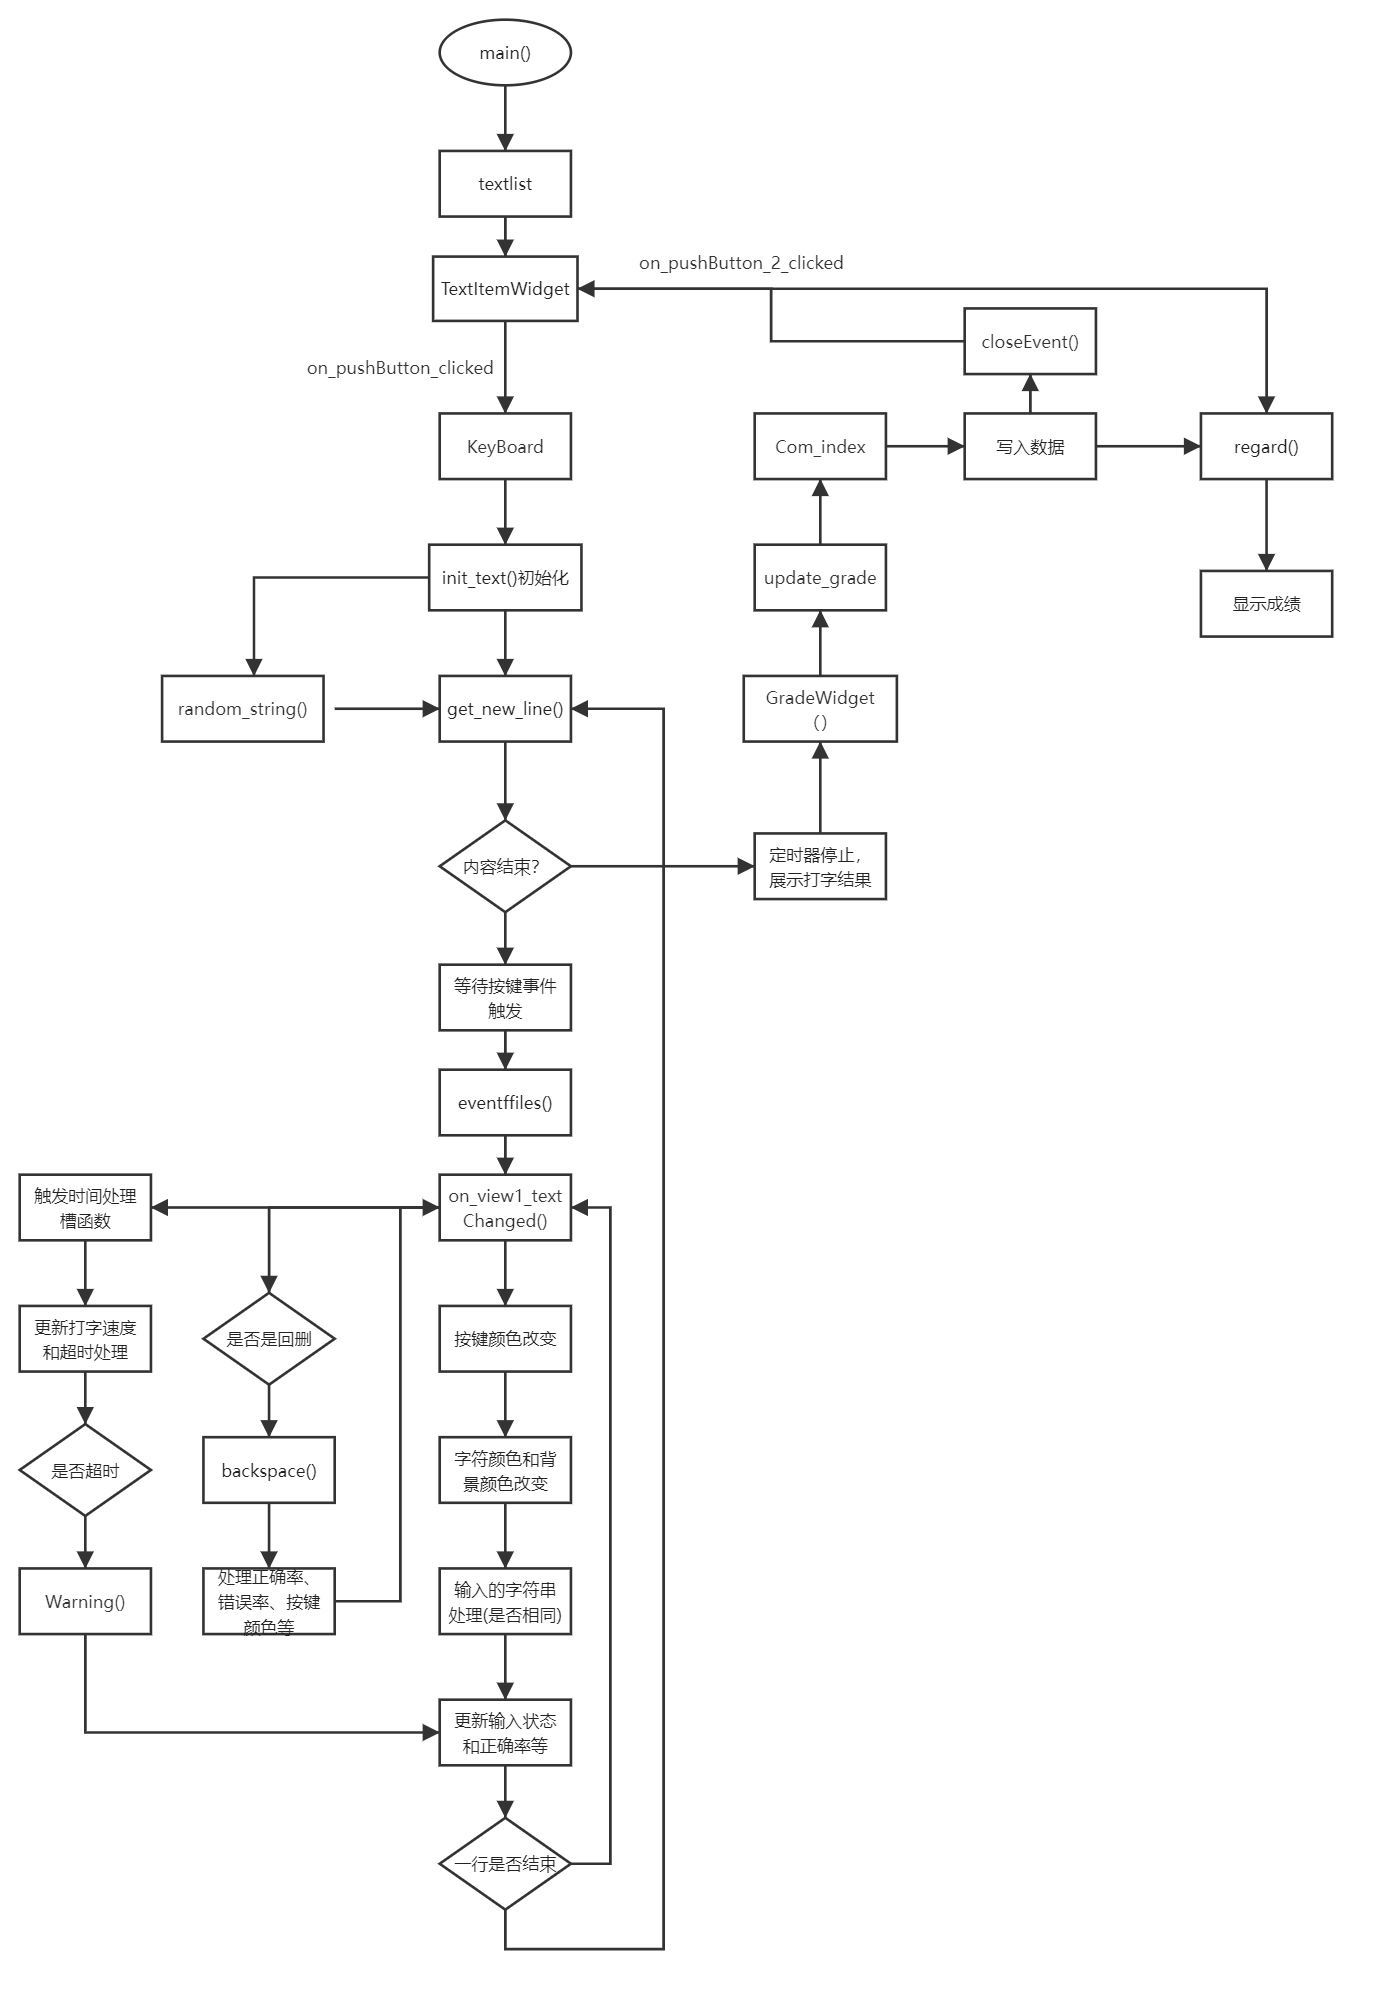 main()
textlist
on_pushButton_2_clicked
TextItemWidget
closeEvent()
on_pushButton_clicked
KeyBoard
Com_index
写入数据
regard()
init_text()初始化
update_grade
显示成绩
random_string()
get_new_line()
GradeWidget
()
内容结束?
定时器停止，
展示打字结果
等待按键事件
触发
eventffiles()
触发时间处理
槽函数
on_view1_text
Changed()
更新打字速度
和超时处理
是否是回删
按键颜色改变
是否超时
backspace()
字符颜色和背
景颜色改变
Warning()
处理正确率、
错误率、按键
颜色等
输入的字符串
处理(是否相同)
更新输入状态
和正确率等
一行是否结束